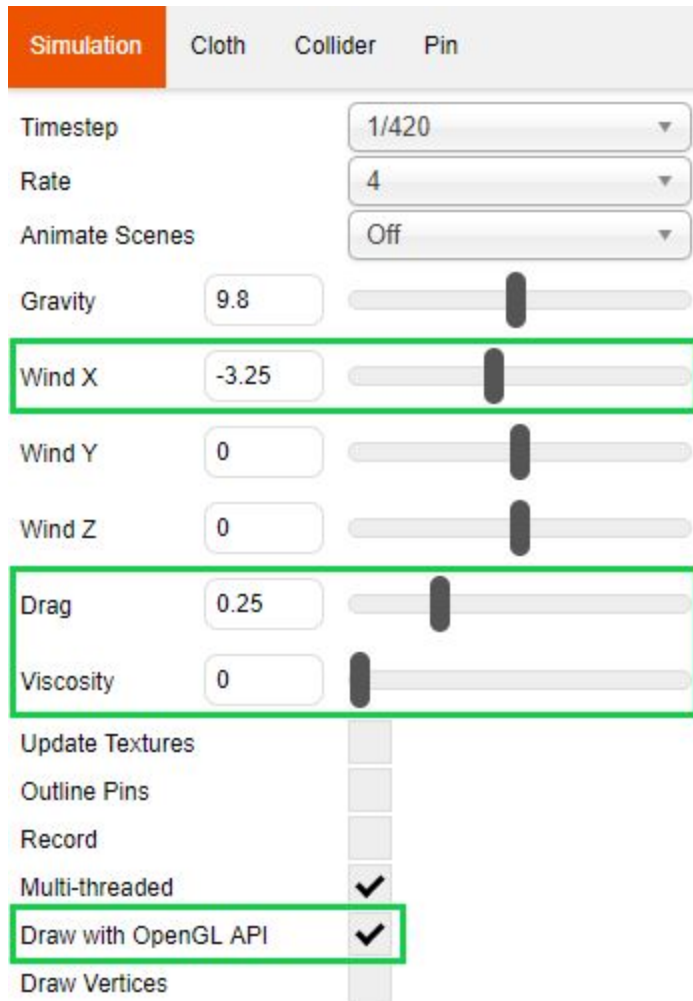 Simulation Cloth Collider Pin
Timestep 1/420
Rate 4
Animate Scenes Off
Gravity 9.8
Wind X -3.25
Wind Y 0
Wind Z 0
Drag 0.25
Viscosity 0
Update Textures
Outline Pins
Record
Multi-threaded
Draw with OpenGL API
Draw Vertices